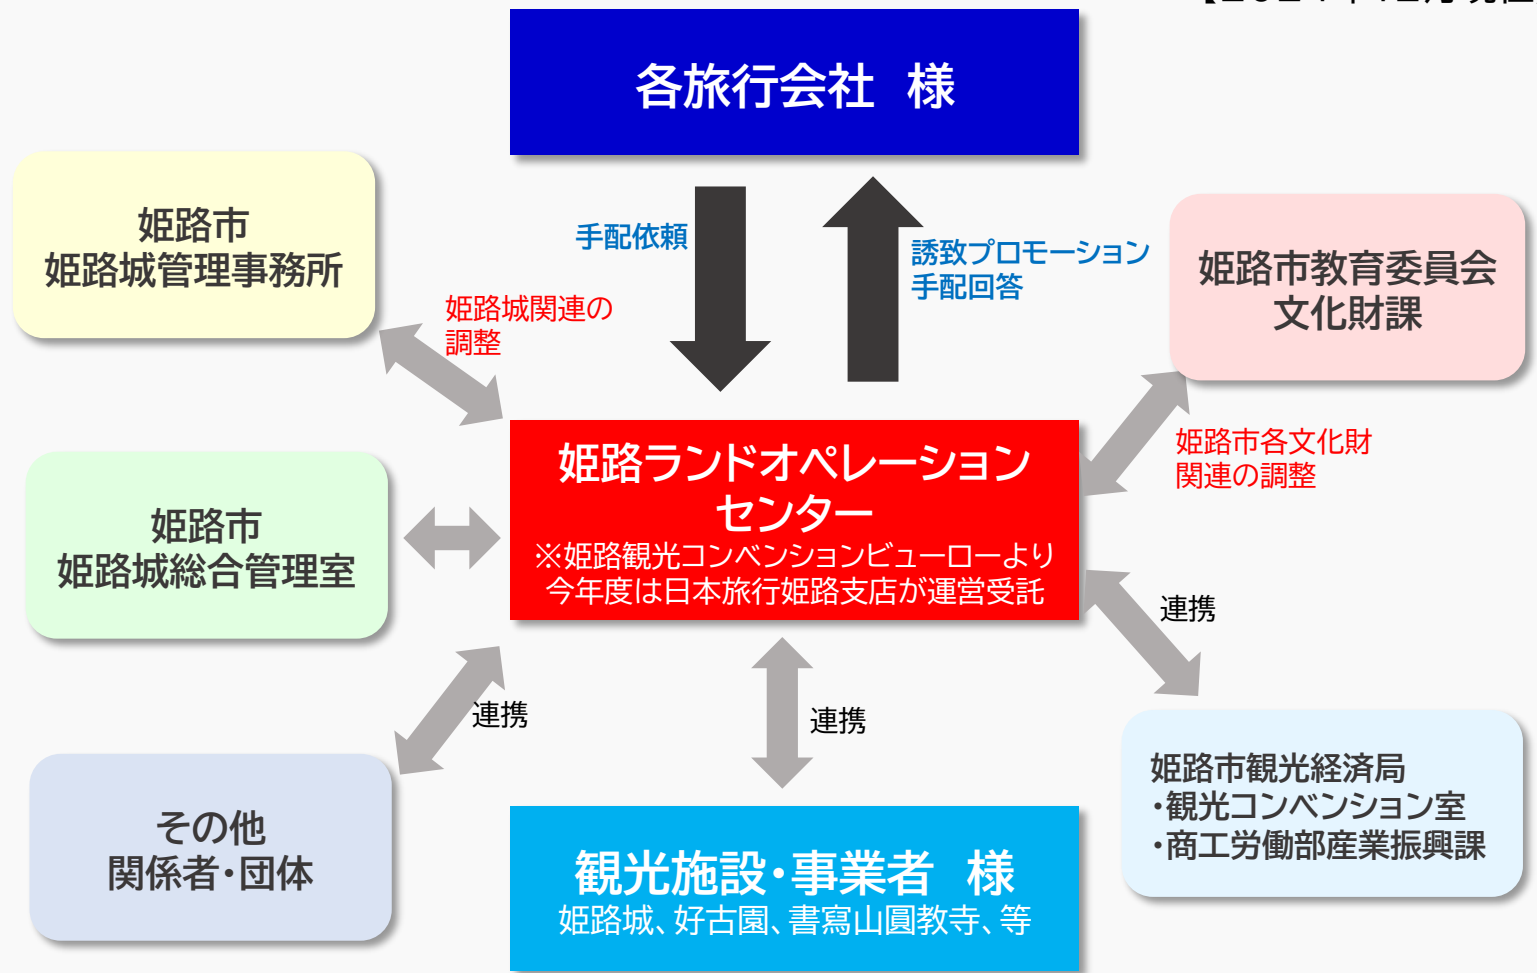 各旅行会社　様
姫路市
姫路城管理事務所
手配依頼
誘致プロモーション
手配回答
姫路市教育委員会
文化財課
姫路城関連の
調整
姫路ランドオペレーション
センター
※姫路観光コンベンションビューローより
今年度は日本旅行姫路支店が運営受託
姫路市各文化財
関連の調整
姫路市
姫路城総合管理室
連携
連携
連携
その他
関係者・団体
観光施設・事業者　様
姫路城、好古園、書寫山圓教寺、等
姫路市観光経済局
・観光コンベンション室
・商工労働部産業振興課